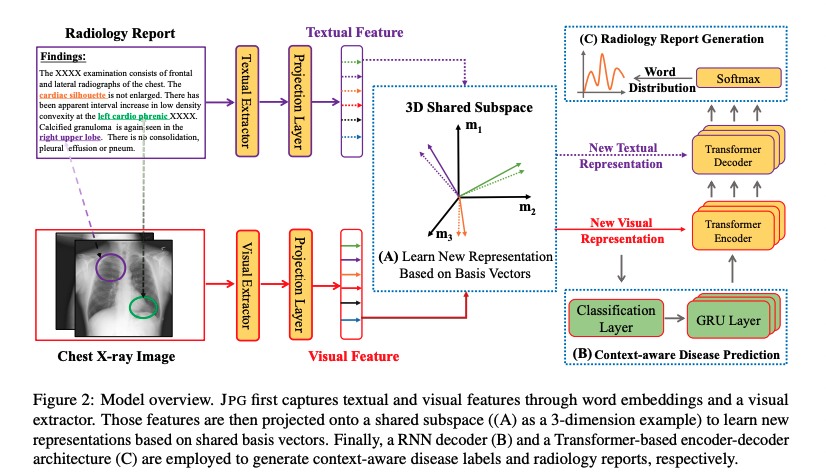 Radiology Report
Findings:
The XXXX examination consists of frontal
and lateral radiographs of the chest. The
cardiac silhouette is not enlarged. There has
been apparent interval increase in low density
convexity at the left cardio phrenic XXXX.
Calcified granuloma is again seen in the
right upper lobe. There is no consolidation,
pleural effusion or pneum.
Chest X-ray Image
Textual Extractor
Projection Layer
Textual Feature
Visual Extractor
Projection Layer
Visual Feature
3D Shared Subspace
m1
m2
m3
(A) Learn New Representation
Based on Basis Vectors
New Textual
Representation
New Visual
Representation
(C) Radiology Report Generation
Word
Distribution
Softmax
Transformer
Decoder
Transformer
Encoder
Classification
Layer
GRU Layer
(B) Context-aware Disease Prediction
Figure 2: Model overview. JPG first captures textual and visual features through word embeddings and a visual
extractor. Those features are then projected onto a shared subspace ((A) as a 3-dimension example) to learn new
representations based on shared basis vectors. Finally, a RNN decoder (B) and a Transformer-based encoder-decoder
architecture (C) are employed to generate context-aware disease labels and radiology reports, respectively.